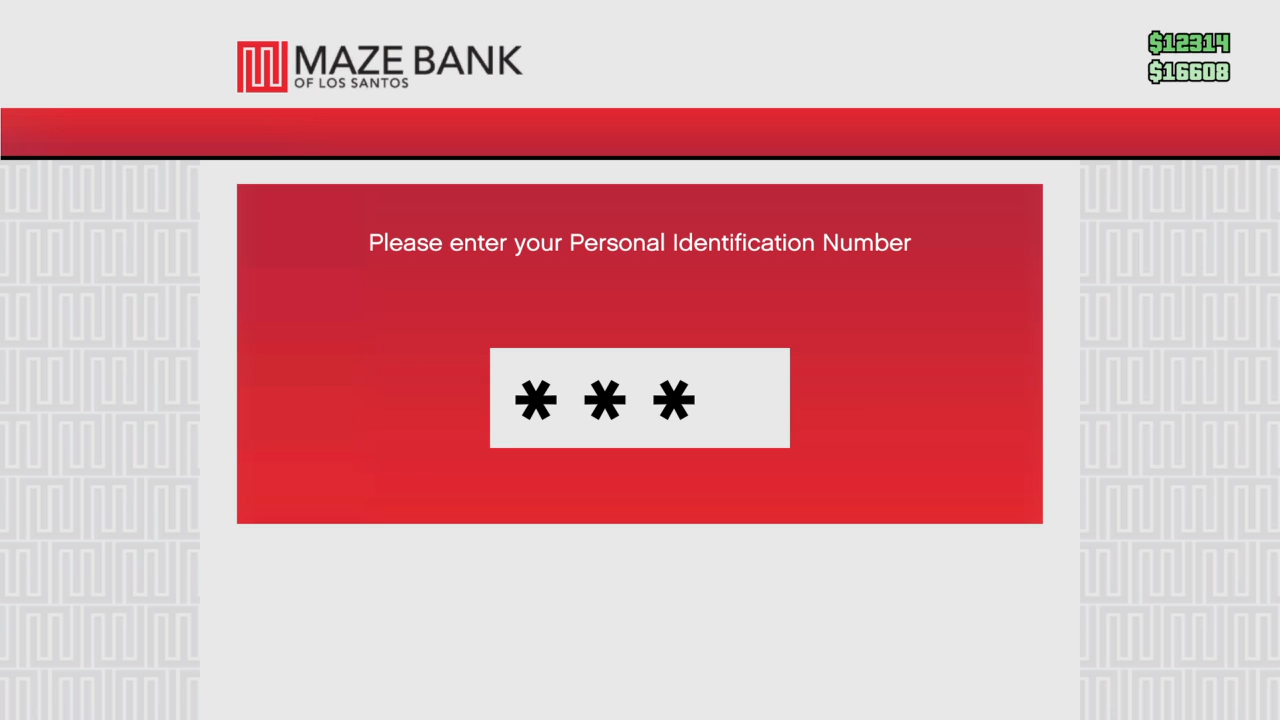 MAZE BANK
OF LOS SANTOS
$12314
$16608
Please enter your Personal Identification Number
* * *